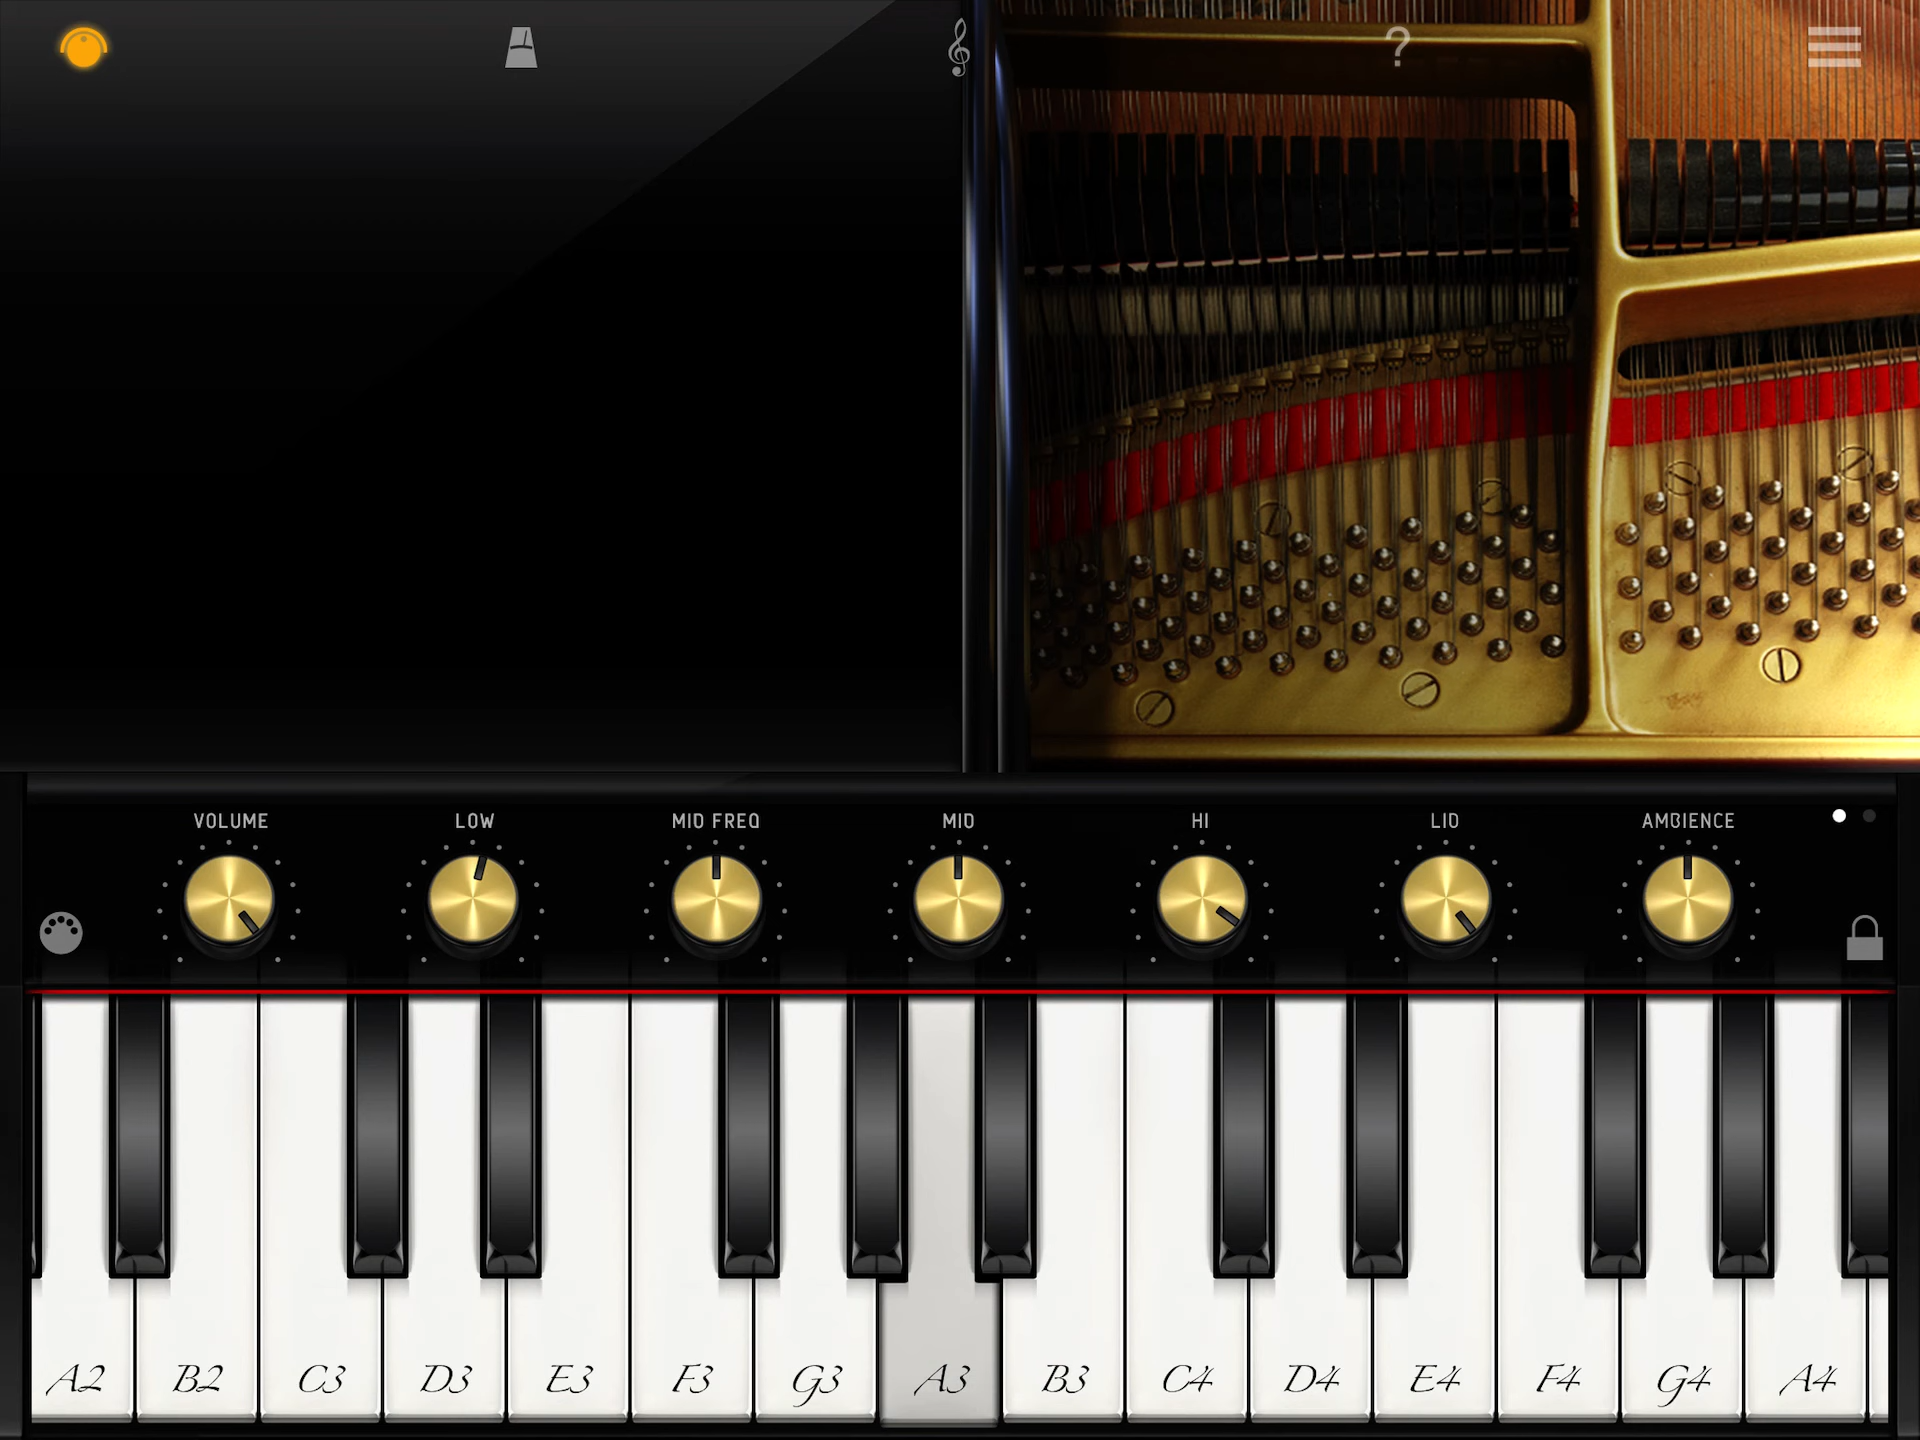 ?
VOLUME LOW MID FREQ MID HI LID AMBIENCE
A2 B2 C3 D3 E3 F3 G3 A3 B3 C4 D4 E4 F4 G4 A4